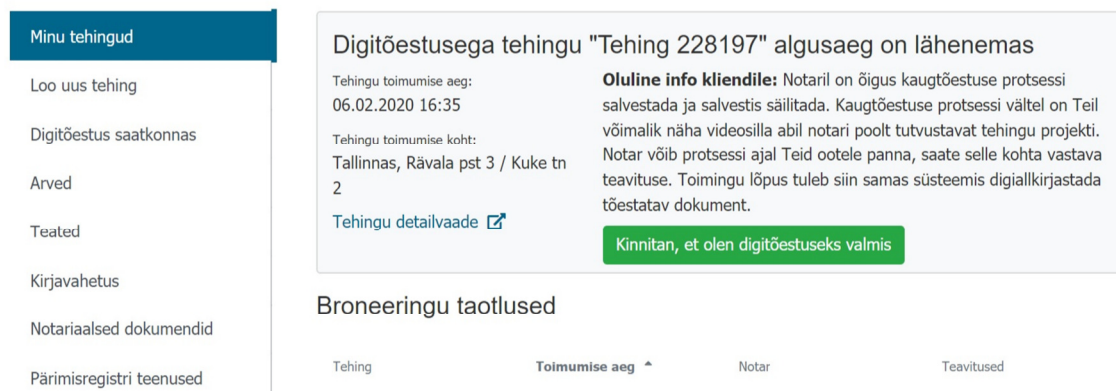 Minu tehingud
Loo uus tehing
Digitõestus saatkonnas
Arved
Teated
Kirjavahetus
Notariaalsed dokumendid
Pärimisregistri teenused
Digitõestusega tehingu "Tehing 228197" algusaeg on lähenemas
Tehingu toimumise aeg:
06.02.2020 16:35
Tehingu toimumise koht:
Tallinnas, Rävala pst 3 / Kuke tn
2
Tehingu detailvaade
Oluline info kliendile: Notaril on õigus kaugtõestuse protsessi
salvestada ja salvestis säilitada. Kaugtõestuse protsessi vältel on Teil
võimalik näha videosilla abil notari poolt tutvustavat tehingu projekti.
Notar võib protsessi ajal Teid ootele panna, saate selle kohta vastava
teavituse. Toimingu lõpus tuleb siin samas süsteemis digiallkirjastada
tõestatav dokument.
Kinnitan, et olen digitõestuseks valmis
Broneeringu taotlused
Tehing
Toimumise aeg
Notar
Teavitused